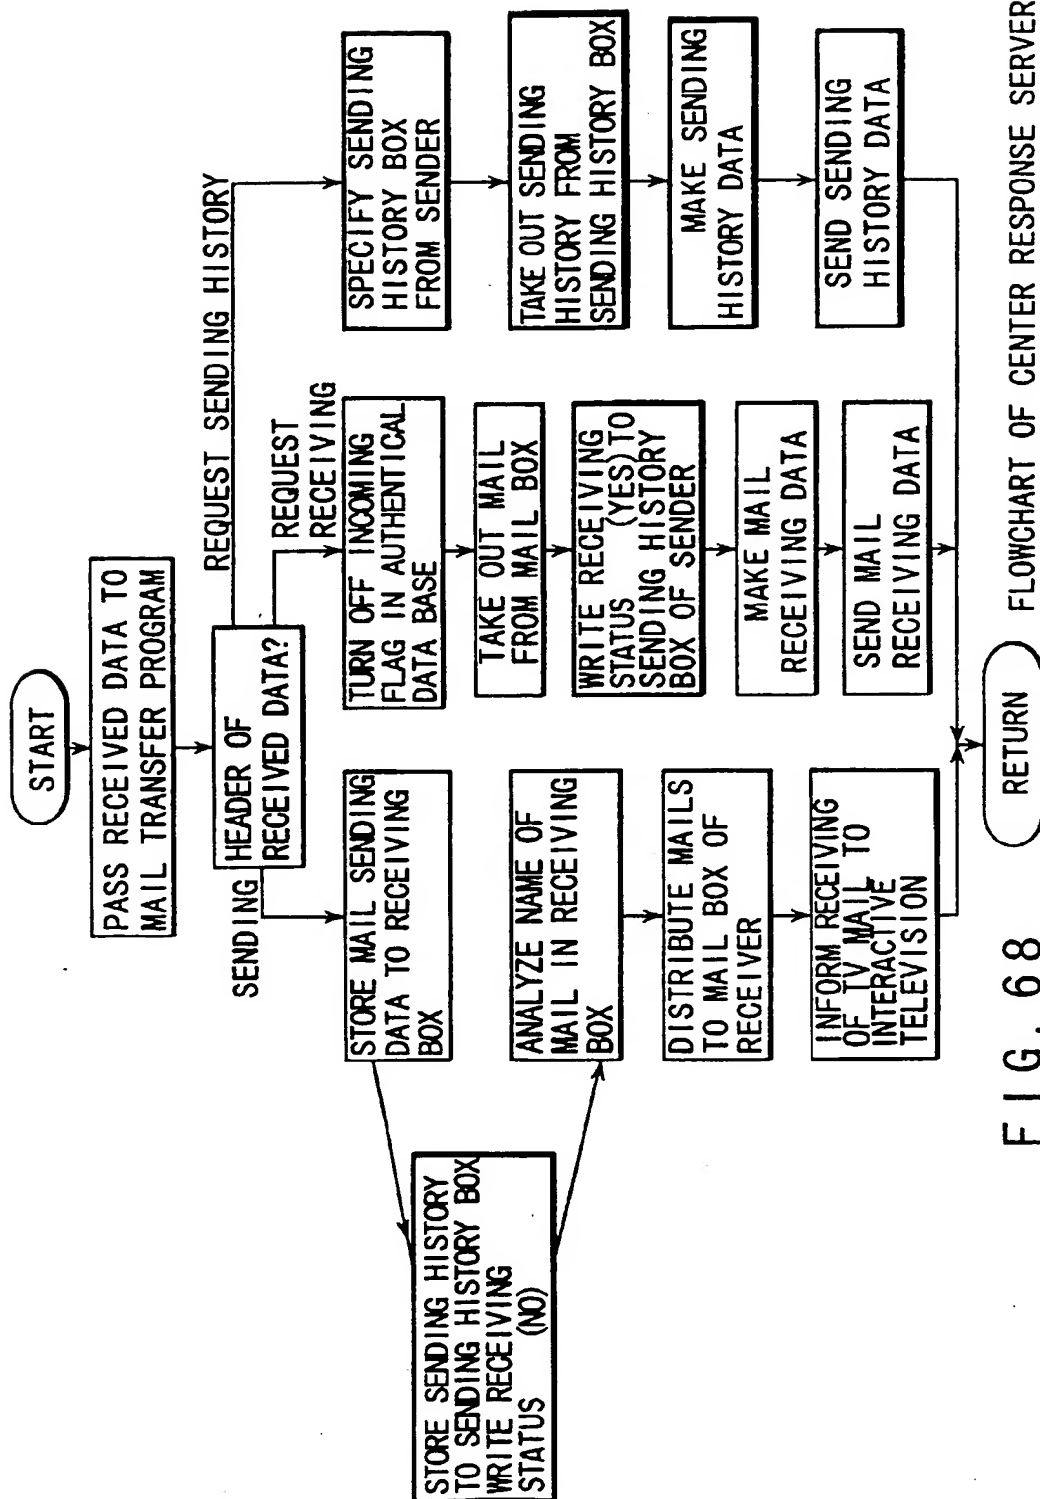 START
PASS RECEIVED DATA TO
MAIL TRANSFER PROGRAM
HEADER OF
RECEIVED DATA?
SENDING
REQUEST
RECEIVING
REQUEST SENDING HISTORY
STORE MAIL SENDING
DATA TO RECEIVING
BOX
STORE SENDING HISTORY
TO SENDING HISTORY BOX
WRITE RECEIVING
STATUS (NO)
ANALYZE NAME OF
MAIL IN RECEIVING
BOX
DISTRIBUTE MAILS
TO MAIL BOX OF
RECEIVER
INFORM RECEIVING
OF TV MAIL TO
INTERACTIVE
TELEVISION
TURN OFF INCOMING
FLAG IN AUTHENTICAL
DATA BASE
TAKE OUT MAIL
FROM MAIL BOX
WRITE RECEIVING
STATUS (YES) TO
SENDING HISTORY
BOX OF SENDER
MAKE MAIL
RECEIVING DATA
SEND MAIL
RECEIVING DATA
SPECIFY SENDING
HISTORY BOX
FROM SENDER
TAKE OUT SENDING
HISTORY FROM
SENDING HISTORY BOX
MAKE SENDING
HISTORY DATA
SEND SENDING
HISTORY DATA
RETURN
FIG. 68
FLOWCHART OF CENTER RESPONSE SERVER